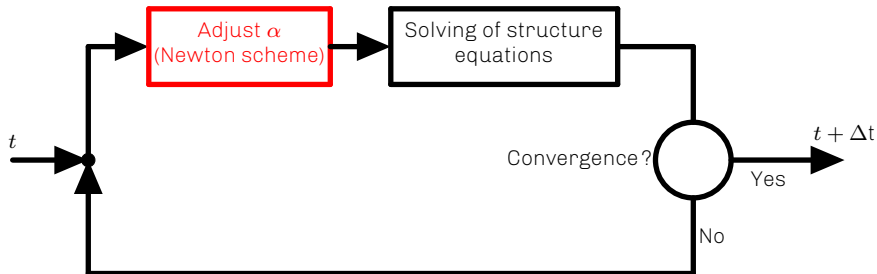 Adjust α
(Newton scheme)
Solving of structure
equations
t
Convergence?
t + Δt
Yes
No